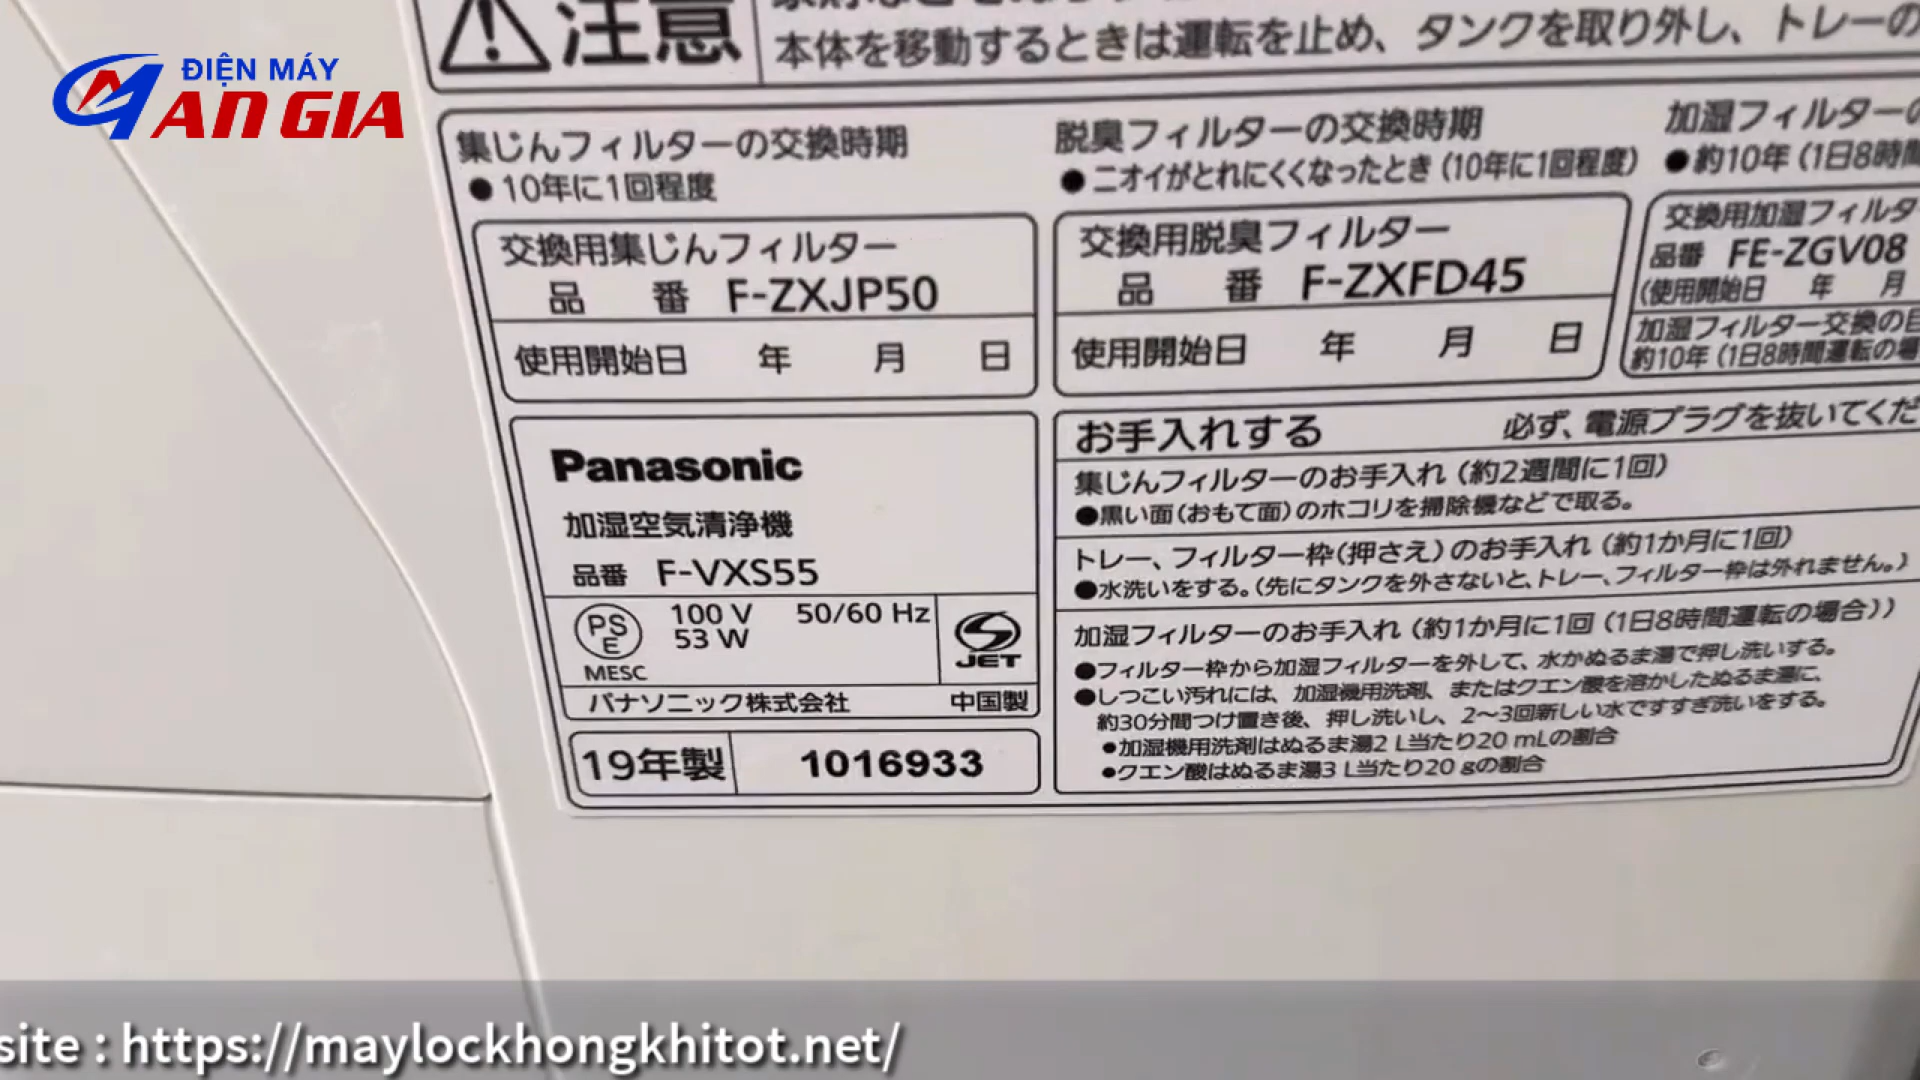 注意
本体を移動するときは運転を止め、タンクを取り外し、トレーの
ĐIỆN MÁY
AN GIA
集じんフィルターの交換時期
●10年に1回程度
交換用集じんフィルター
品 番 F-ZXJP50
使用開始日 年 月 日
脱臭フィルターの交換時期
●ニオイがとれにくくなったとき(10年に1回程度)
交換用脱臭フィルター
品 番 F-ZXFD45
使用開始日 年 月 日
加湿フィルターの
●約10年(1日8時間
交換用加湿フィルタ
品番 FE-ZGV08
(使用開始日 年 月
加湿フィルター交換の目
約10年(1日8時間運転の場
Panasonic
加湿空気清浄機
品番 F-VXS55
PS
E
MESC
100 V 50/60 Hz
53 W
JET
パナソニック株式会社 中国製
19年製 1016933
お手入れする 必ず、電源プラグを抜いてくだ
集じんフィルターのお手入れ(約2週間に1回)
●黒い面(おもて面)のホコリを掃除機などで取る。
トレー、フィルター枠(押さえ)のお手入れ(約1か月に1回)
●水洗いをする。(先にタンクを外さないと、トレー、フィルター枠は外れません。)
加湿フィルターのお手入れ(約1か月に1回(1日8時間運転の場合))
●フィルター枠から加湿フィルターを外して、水かぬるま湯で押し洗いする。
●しつこい汚れには、加湿機用洗剤、またはクエン酸を溶かしたぬるま湯に、
約30分間つけ置き後、押し洗いし、2〜3回新しい水ですすぎ洗いをする。
●加湿機用洗剤はぬるま湯2 L当たり20 mLの割合
●クエン酸はぬるま湯3 L当たり20 gの割合
site : https://maylockhongkhitot.net/